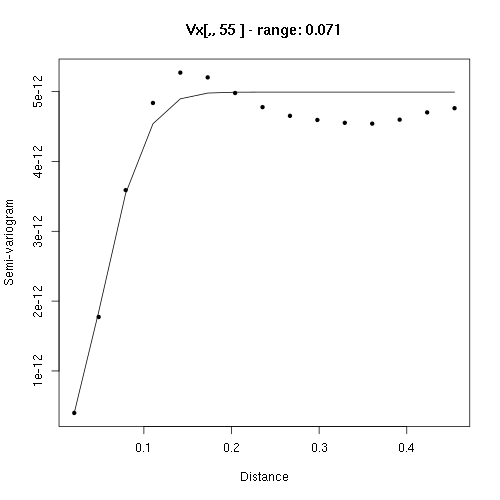 Vx[,, 55 ] - range: 0.071
Semi-variogram
5e-12
4e-12
3e-12
2e-12
1e-12
0.1 0.2 0.3 0.4
Distance